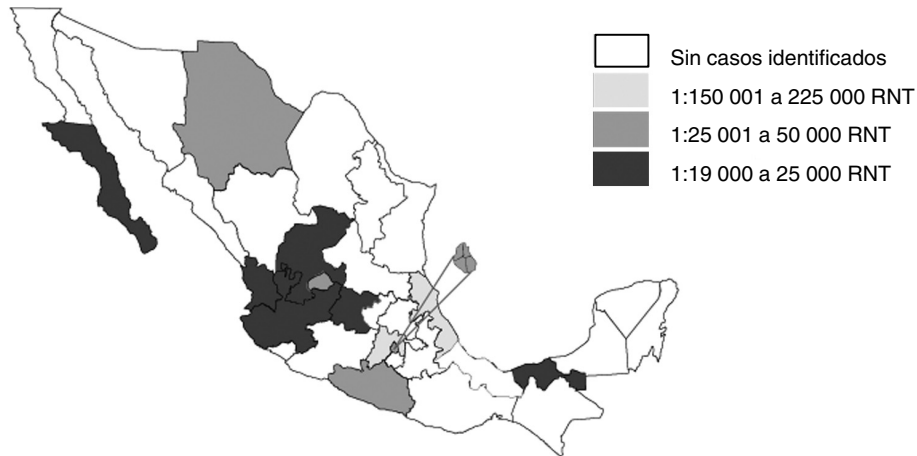 Sin casos identificados
1:150 001 a 225 000 RNT
1:25 001 a 50 000 RNT
1:19 000 a 25 000 RNT